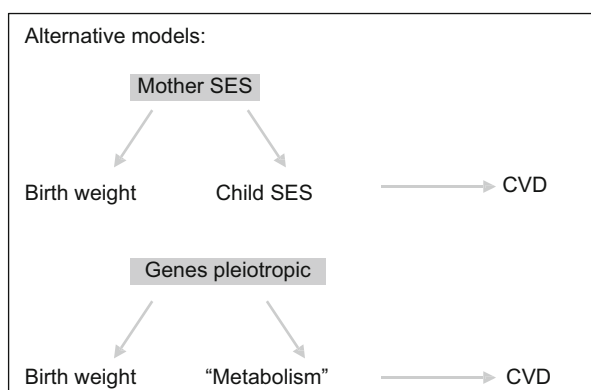 Alternative models:
Mother SES
Birth weight Child SES CVD
Genes pleiotropic
Birth weight “Metabolism” CVD